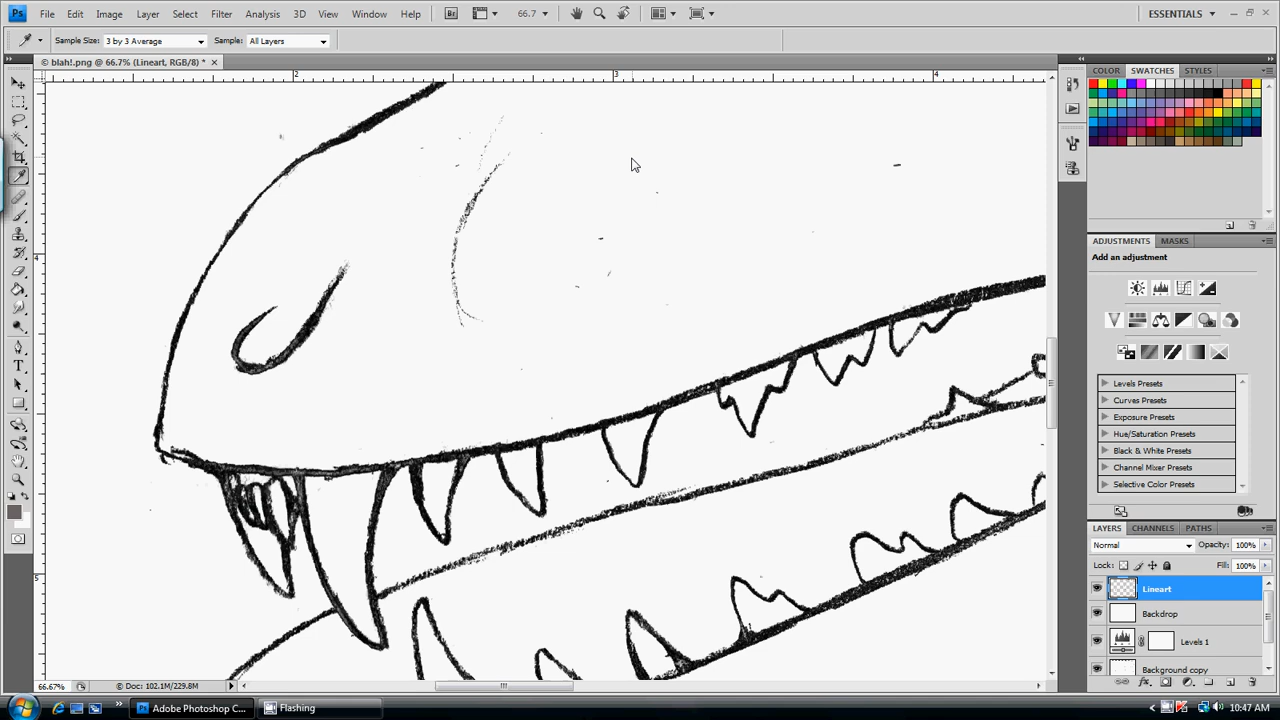 Ps File Edit Image Layer Select Filter Analysis 3D View Window Help Br 66.7 ESSENTIALS
Sample Size: 3 by 3 Average Sample: All Layers
© blah!.png @ 66.7% (Lineart, RGB/8) *
2 3 4
COLOR SWATCHES STYLES
4
ADJUSTMENTS MASKS
Add an adjustment
Levels Presets
Curves Presets
Exposure Presets
Hue/Saturation Presets
Black & White Presets
Channel Mixer Presets
Selective Color Presets
LAYERS CHANNELS PATHS
Normal Opacity: 100%
Lock: Fill: 100%
5
Lineart
Backdrop
Levels 1
Background copy
66.67% Doc: 102.1M/229.8M
Adobe Photoshop C... Flashing 10:47 AM